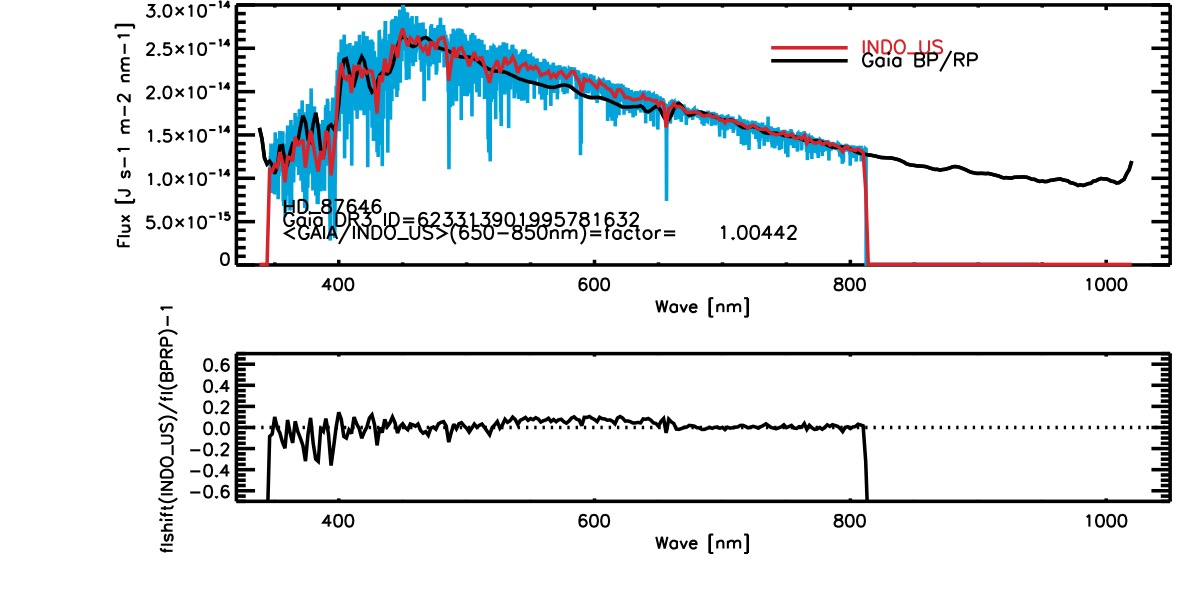 3.0×10−14
2.5×10−14
2.0×10−14
1.5×10−14
1.0×10−14
5.0×10−15
0
Flux [J s−1 m−2 nm−1]
INDO_US
Gaia BP/RP
HD_87646
Gaia DR3 ID=6233139019957816​32
<GAIA/INDO_US>(650−850nm)=factor= 1.00442
400 600 800 1000
Wave [nm]
flshift(INDO_US)/fl(BPRP)−1
0.6
0.4
0.2
0.0
−0.2
−0.4
−0.6
400 600 800 1000
Wave [nm]